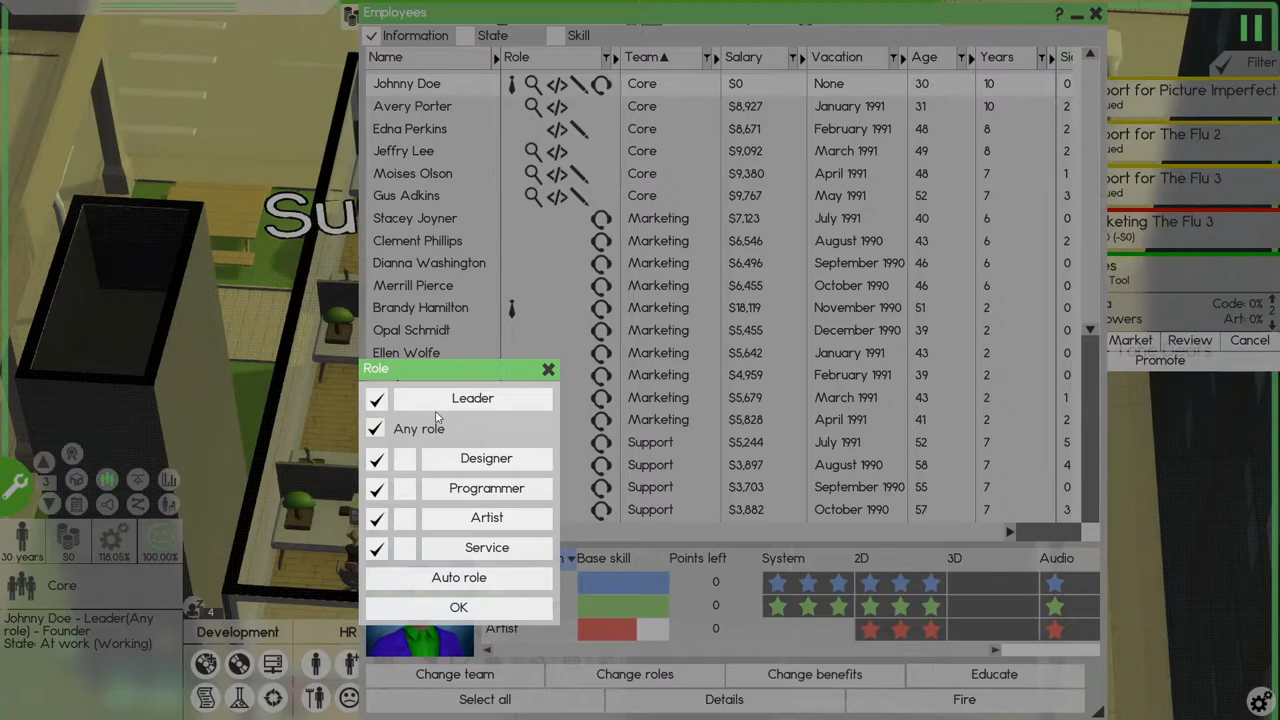 Employees ? 
Information State Skill
Filter
Name Role Team Salary Vacation Age Years
Johnny Doe Core $0 None 30 10 0
Avery Porter Core $8,927 January 1991 31 10 2
Edna Perkins Core $8,671 February 1991 48 8 2
Jeffry Lee Core $9,092 March 1991 49 8 2
Moises Olson Core $9,380 April 1991 48 7 1
Gus Adkins Core $9,767 May 1991 52 7 3
Stacey Joyner Marketing $7,123 July 1991 40 6 0
Clement Phillips Marketing $6,546 August 1990 43 6 2
Dianna Washington Marketing $6,496 September 1990 43 6 2
Merrill Pierce Marketing $6,455 October 1990 46 6
Brandy Hamilton Marketing $18,119 November 1990 51 2 0
Opal Schmidt Marketing $5,455 December 1990 39 2 0
Ellen Wolfe Marketing $5,642 January 1991 43 2 0
Marketing $4,959 February 1991 39 2 0
Marketing $5,679 March 1991 43 2 1
Marketing $5,828 April 1991 41 2 2
Support $5,244 July 1991 52 7 5
Support $3,897 August 1990 58 7 4
Support $3,703 September 1990 55 7 0
Support $3,882 October 1990 57 7 3
port for Picture Imperfect
ued
port for The Flu 2
ued
port for The Flu 3
ued
keting The Flu 3
0 (-$0)
es
Tool
Code: 0%
owers Art: 0%
2
Market Review Cancel
Promote
Su
Role
Leader
Any role
Designer
Programmer
Artist
Service
Auto role
OK
Base skill Points left System 2D 3D Audio
0
0
Artist 0
Change team Change roles Change benefits Educate
Select all Details Fire
3
30 years $0 118.05% 100.00%
Core
Johnny Doe - Leader(Any
role) - Founder
State: At work (Working)
4
Development HR